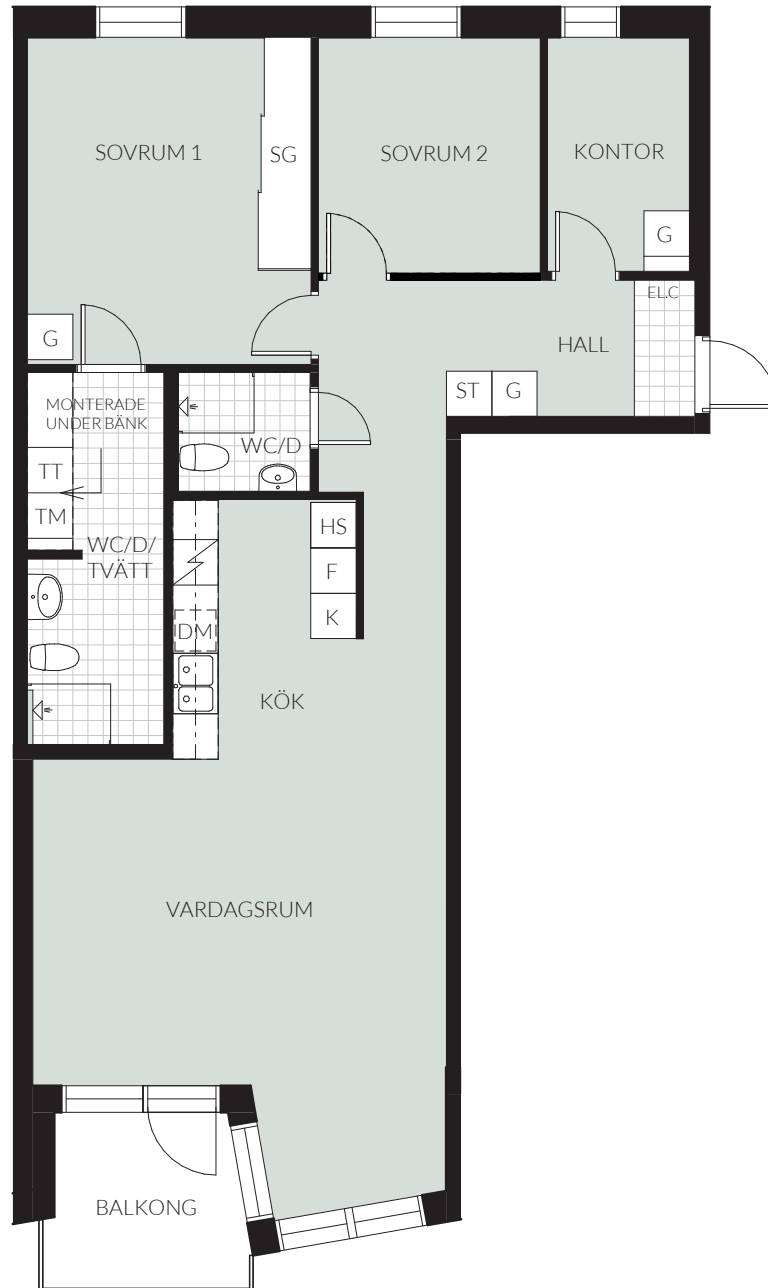 SOVRUM 1
SG
SOVRUM 2
KONTOR
G
EL.C
G
HALL
ST
G
MONTERADE
UNDER BÄNK
WC/D
TT
TM
WC/D/
TVÄTT
HS
F
K
DM
KÖK
VARDAGSRUM
BALKONG